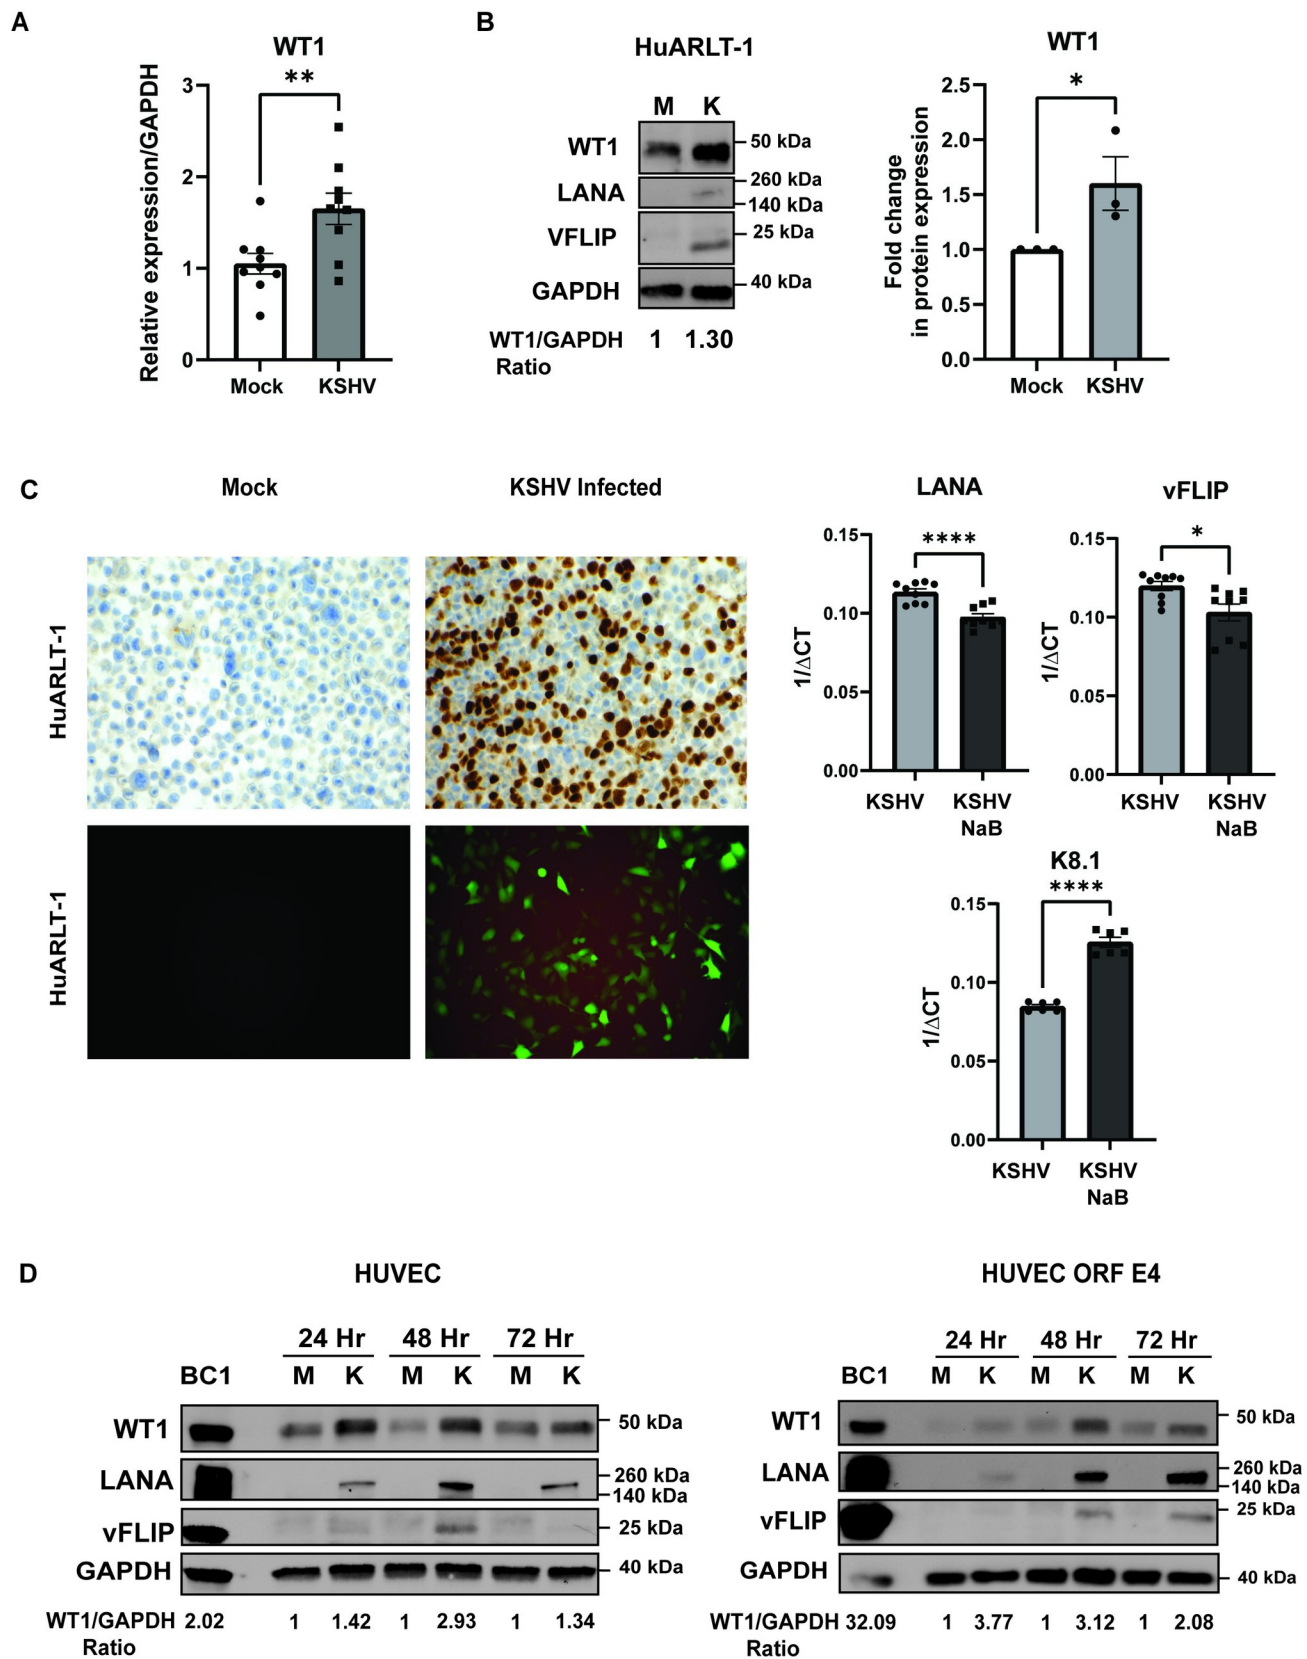 A
WT1
**
Relative expression/GAPDH
3
2
1
0
Mock KSHV
B
HuARLT-1
M K
WT1
50 kDa
LANA
260 kDa
140 kDa
VFLIP
25 kDa
GAPDH
40 kDa
WT1/GAPDH 1 1.30
Ratio
WT1
*
Fold change
in protein expression
2.5
2.0
1.5
1.0
0.5
0.0
Mock KSHV
C
Mock KSHV Infected
HuARLT-1
HuARLT-1
LANA
****
1/ΔCT
0.15
0.10
0.05
0.00
KSHV KSHV
NaB
vFLIP
*
1/ΔCT
0.15
0.10
0.05
0.00
KSHV KSHV
NaB
K8.1
****
1/ΔCT
0.15
0.10
0.05
0.00
KSHV KSHV
NaB
D
HUVEC
24 Hr 48 Hr 72 Hr
BC1 M K M K M K
WT1
50 kDa
LANA
260 kDa
140 kDa
vFLIP
25 kDa
GAPDH
40 kDa
WT1/GAPDH 2.02 1 1.42 1 2.93 1 1.34
Ratio
HUVEC ORF E4
24 Hr 48 Hr 72 Hr
BC1 M K M K M K
WT1
50 kDa
LANA
260 kDa
140 kDa
vFLIP
25 kDa
GAPDH
40 kDa
WT1/GAPDH 32.09 1 3.77 1 3.12 1 2.08
Ratio